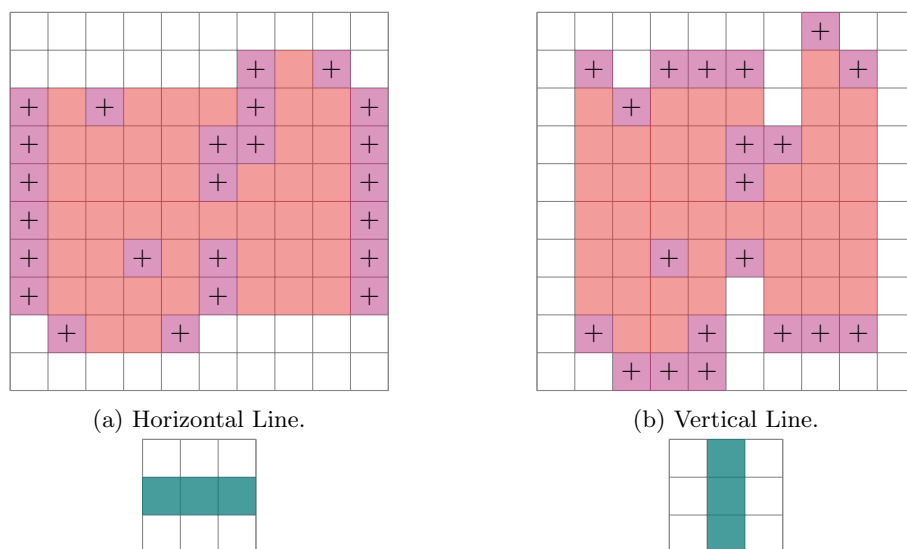 + +
+ + + +
+ + + +
+ + +
+ +
+ + + +
+ + +
+ +
(a) Horizontal Line.
+
+ + + + +
+
+ +
+
+ +
+ + + + +
+ + +
(b) Vertical Line.